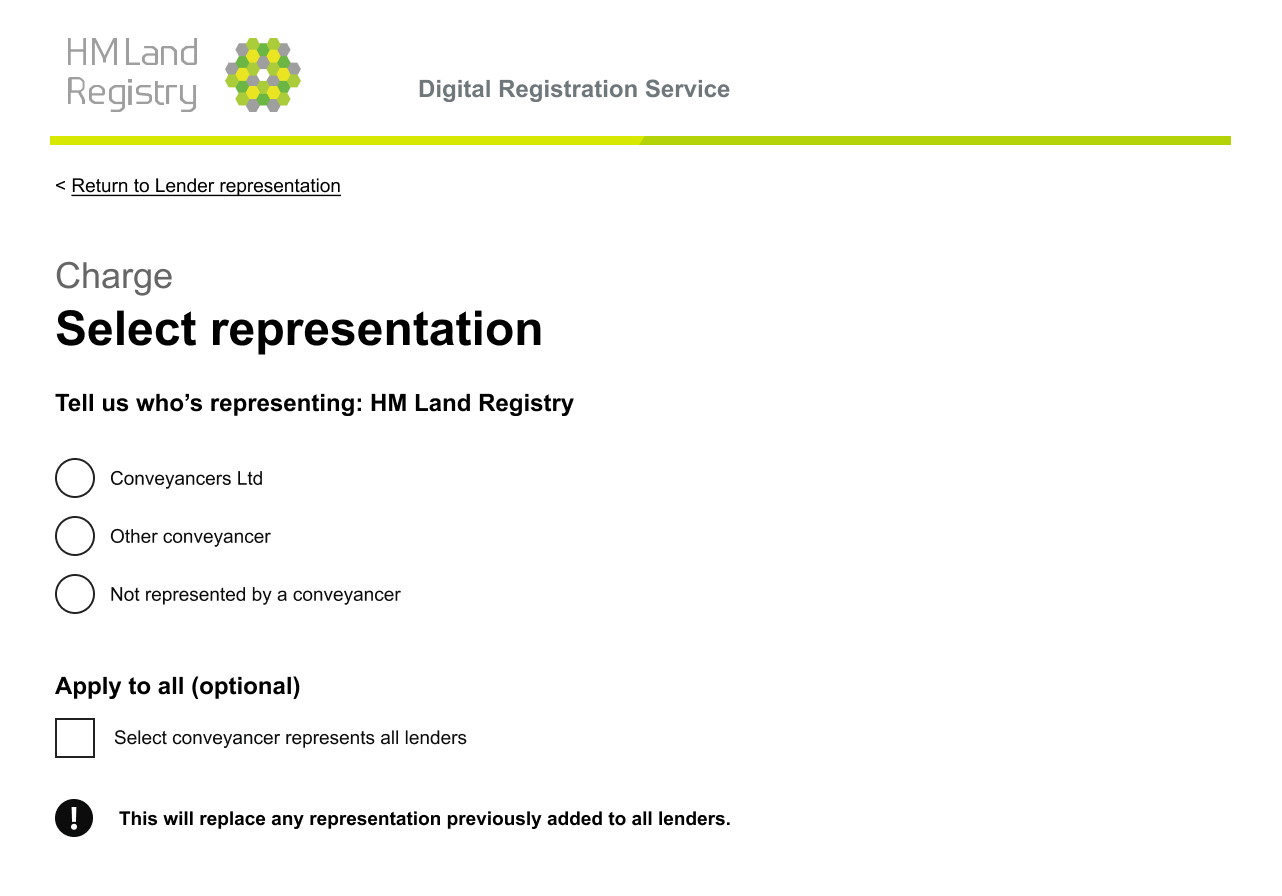 HM Land
Registry
Digital Registration Service
< Return to Lender representation
Charge
Select representation
Tell us who’s representing: HM Land Registry
Conveyancers Ltd
Other conveyancer
Not represented by a conveyancer
Apply to all (optional)
Select conveyancer represents all lenders
! This will replace any representation previously added to all lenders.